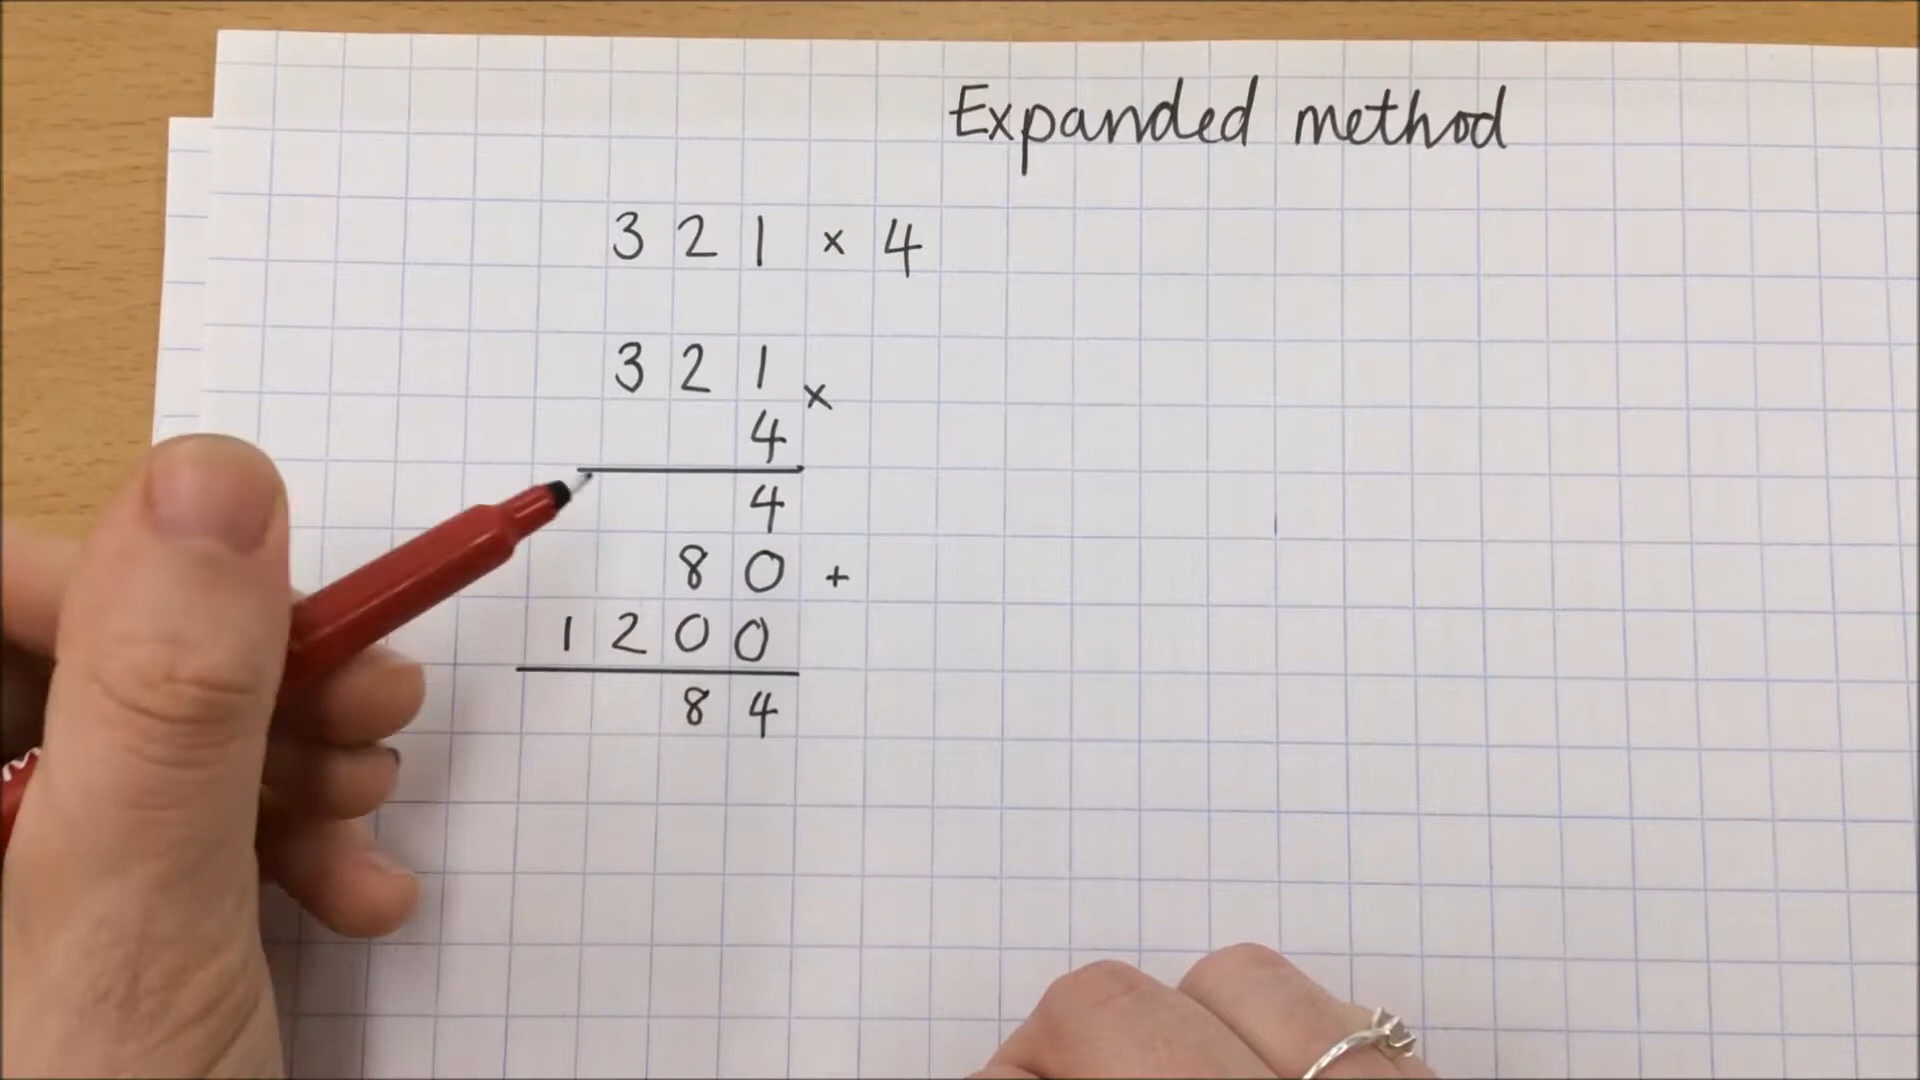 Expanded method
3 2 1 × 4
3 2 1 ×
4
4
8 0 +
1 2 0 0
8 4